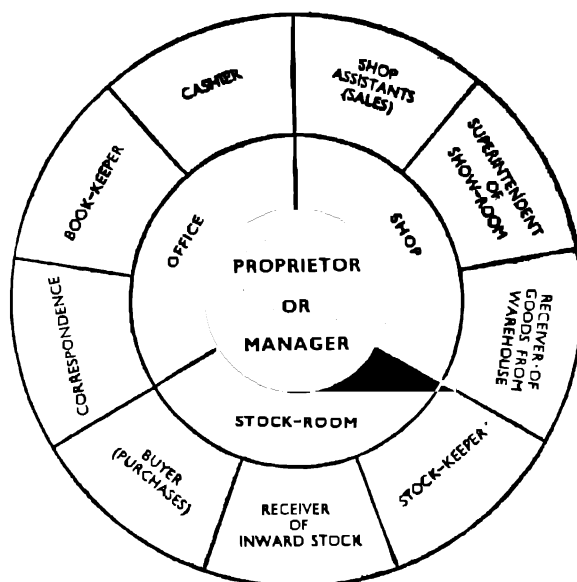 CASHIER
SHOP
ASSISTANTS
(SALES)
SUPERINTENDENT
OF
SHOW-ROOM
BOOK-KEEPER
OFFICE
SHOP
PROPRIETOR
OR
MANAGER
CORRESPONDENCE
RECEIVER OF
GOODS FROM
WAREHOUSE
STOCK-ROOM
BUYER
(PURCHASES)
RECEIVER
OF
INWARD STOCK
STOCK-KEEPER